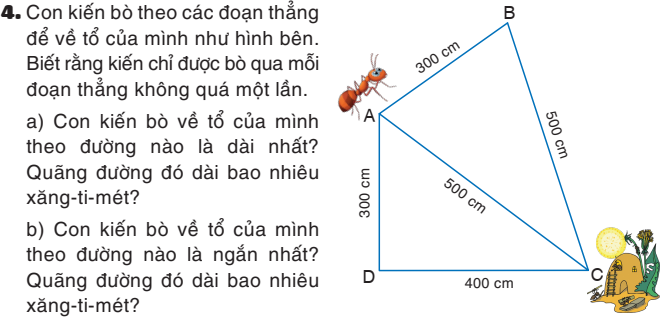 4. Con kiến bò theo các đoạn thẳng
để về tổ của mình như hình bên.
Biết rằng kiến chỉ được bò qua mỗi
đoạn thẳng không quá một lần.
a) Con kiến bò về tổ của mình
theo đường nào là dài nhất?
Quãng đường đó dài bao nhiêu
xăng-ti-mét?
b) Con kiến bò về tổ của mình
theo đường nào là ngắn nhất?
Quãng đường đó dài bao nhiêu
xăng-ti-mét?
B
300 cm
A
500 cm
300 cm
500 cm
D
400 cm
C